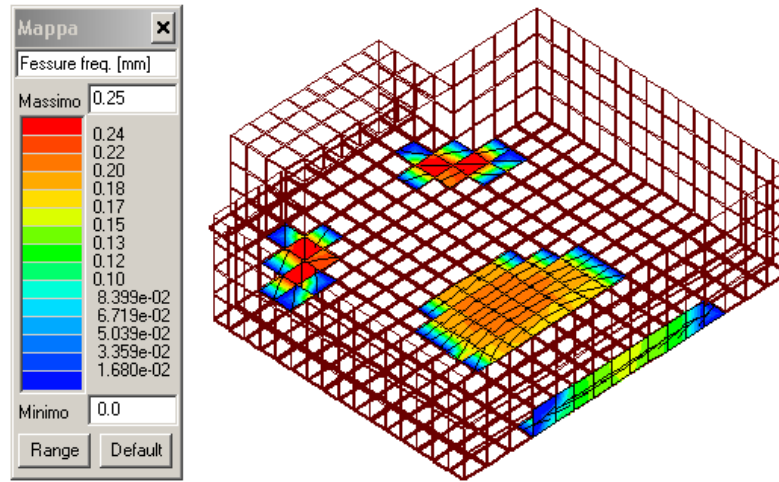 Mappa
Fessure freq. [mm]
Massimo 0.25
0.24
0.22
0.20
0.18
0.17
0.15
0.13
0.12
0.10
8.399e-02
6.719e-02
5.039e-02
3.359e-02
1.680e-02
Minimo 0.0
Range Default